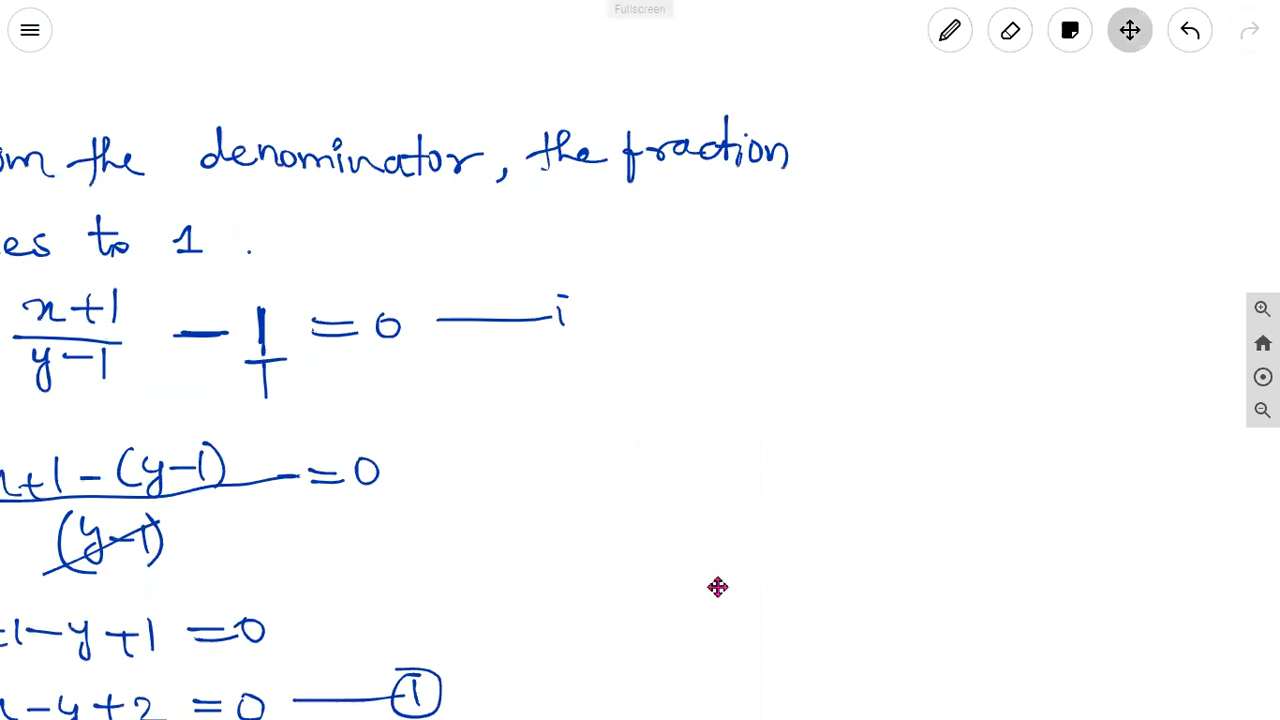 Fullscreen
om the denominator, the fraction
es to 1 .
x+1
y-1
- 1/1 = 0 —— i
x+1 - (y-1) = 0
(y-1)
+1-y+1 = 0
x-y+2 = 0 —— ①